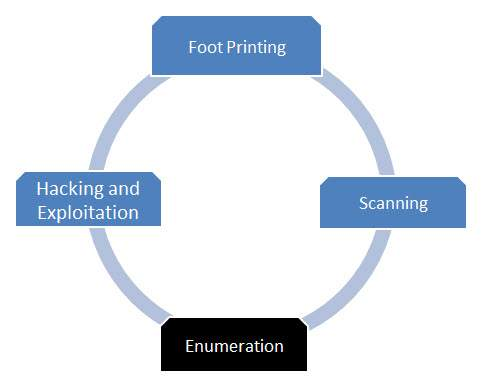 Foot Printing
Scanning
Enumeration
Hacking and
Exploitation